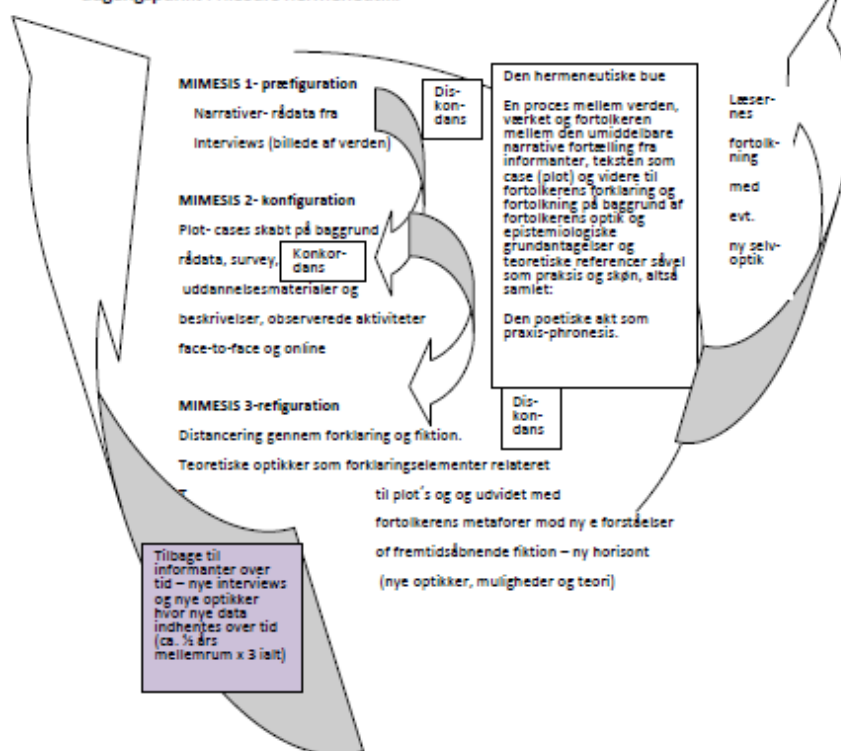 MIMESIS 1- præfiguration
Narrativer- rådata fra
Interviews (billede af verden)
Dis-
kon-
dans
MIMESIS 2- konfiguration
Plot- cases skabt på baggrund
rådata, survey,
Konkor-
dans
uddannelsesmaterialer og
beskrivelser, observerede aktiviteter
face-to-face og online
Den hermeneutiske bue
En proces mellem verden,
værket og fortolkeren
mellem den umiddelbare
narrative fortælling fra
informanter, teksten som
case (plot) og videre til
fortolkerens forklaring og
fortolkning på baggrund af
fortolkerens optik og
epistemiologiske
grundantagelser og
teoretiske referencer såvel
som praksis og skøn, altså
samlet:
Den poetiske akt som
praxis-phronesis.
Læser-
nes
fortolk-
ning
med
evt.
ny selv-
optik
Dis-
kon-
dans
MIMESIS 3-refiguration
Distancering gennem forklaring og fiktion.
Teoretiske optikker som forklaringselementer relateret
til plot´s og og udvidet med
fortolkerens metaforer mod ny e forståelser
of fremtidsåbnende fiktion – ny horisont
(nye optikker, muligheder og teori)
Tilbage til
informanter over
tid – nye interviews
og nye optikker
hvor nye data
indhentes over tid
(ca. ½ års
mellemrum x 3 ialt)